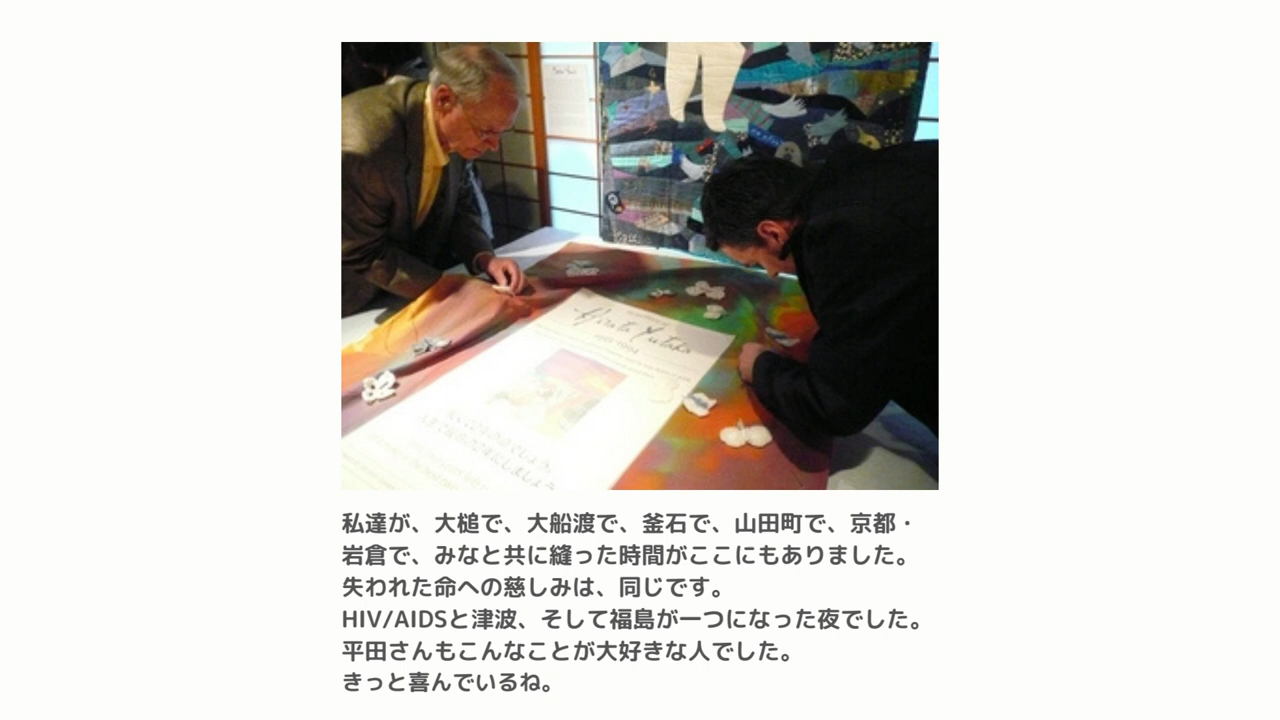 Hirata Yutaka
私達が、大槌で、大船渡で、釜石で、山田町で、京都・
岩倉で、みなと共に縫った時間がここにもありました。
失われた命への慈しみは、同じです。
HIV/AIDSと津波、そして福島が一つになった夜でした。
平田さんもこんなことが大好きな人でした。
きっと喜んでいるね。